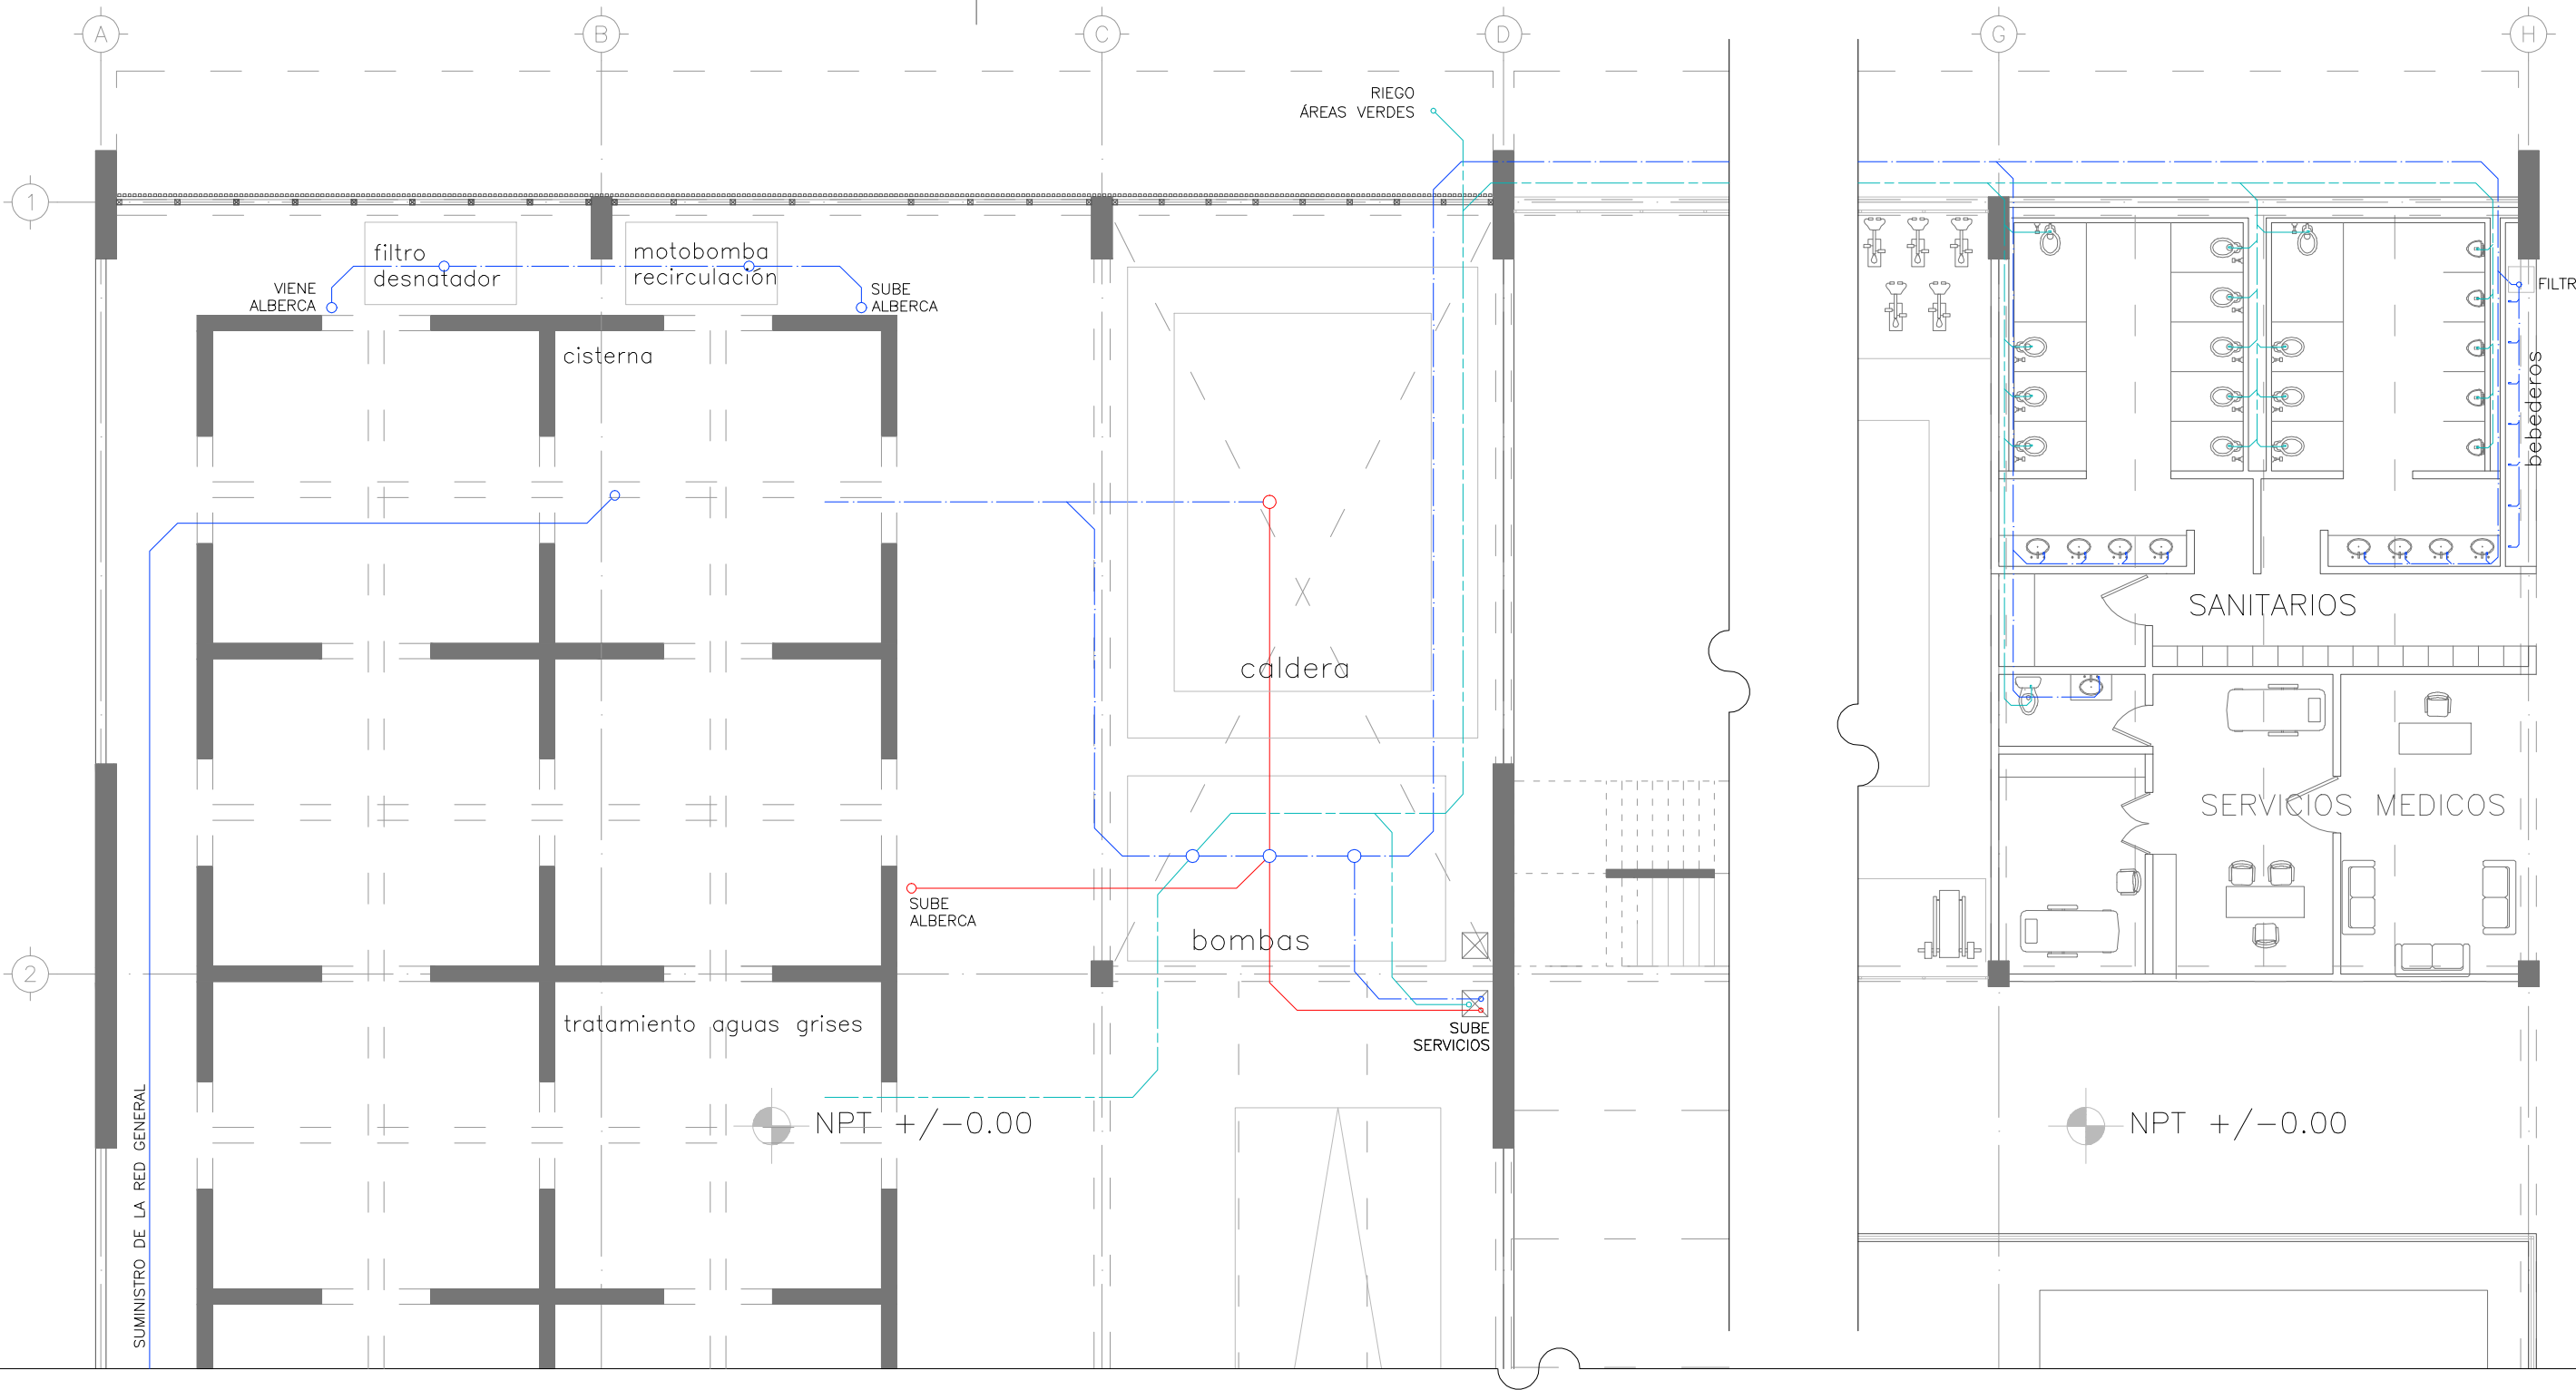 A
B
C
D
G
H
RIEGO
ÁREAS VERDES
1
filtro
desnatador
motobomba
recirculación
VIENE
ALBERCA
SUBE
ALBERCA
FILTR
cisterna
bebederos
SANITARIOS
caldera
SERVICIOS MEDICOS
SUBE
ALBERCA
bombas
2
tratamiento aguas grises
SUBE
SERVICIOS
SUMINISTRO DE LA RED GENERAL
NPT +/-0.00
NPT +/-0.00